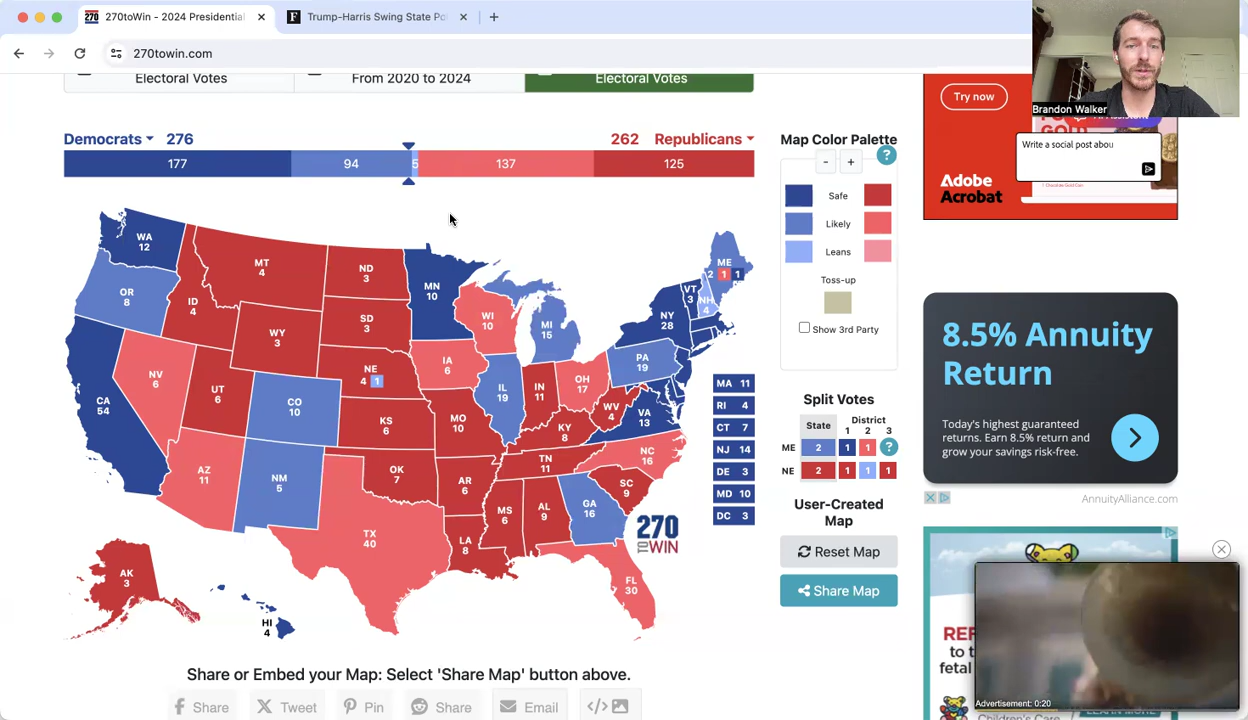 270toWin - 2024 Presidential
Trump-Harris Swing State Po
270towin.com
Electoral Votes
From 2020 to 2024
Electoral Votes
Democrats 276
262 Republicans
177
94
5
137
125
Map Color Palette
-
+
?
Safe
Likely
Leans
Toss-up
Show 3rd Party
WA
12
OR
8
CA
54
NV
6
ID
4
MT
4
WY
3
UT
6
AZ
11
CO
10
NM
5
ND
3
SD
3
NE
4 1
KS
6
OK
7
TX
40
MN
10
IA
6
MO
10
AR
6
LA
8
WI
10
IL
19
MI
15
IN
11
OH
17
KY
8
TN
11
MS
6
AL
9
GA
16
FL
30
SC
9
NC
16
VA
13
WV
4
PA
19
NY
28
VT
3
NH
4
ME
2 1 1
AK
3
HI
4
MA 11
RI 4
CT 7
NJ 14
DE 3
MD 10
DC 3
270
TO WIN
Split Votes
State
District
1 2 3
ME 2 1 1 ?
NE 2 1 1 1
User-Created
Map
Reset Map
Share Map
Share or Embed your Map: Select 'Share Map' button above.
Share
Tweet
Pin
Share
Email
Brandon Walker
Try now
Write a social post abou
Adobe
Acrobat
8.5% Annuity
Return
Today's highest guaranteed
returns. Earn 8.5% return and
grow your savings risk-free.
AnnuityAlliance.com
REF
to t
fetal
Advertisement: 0:20